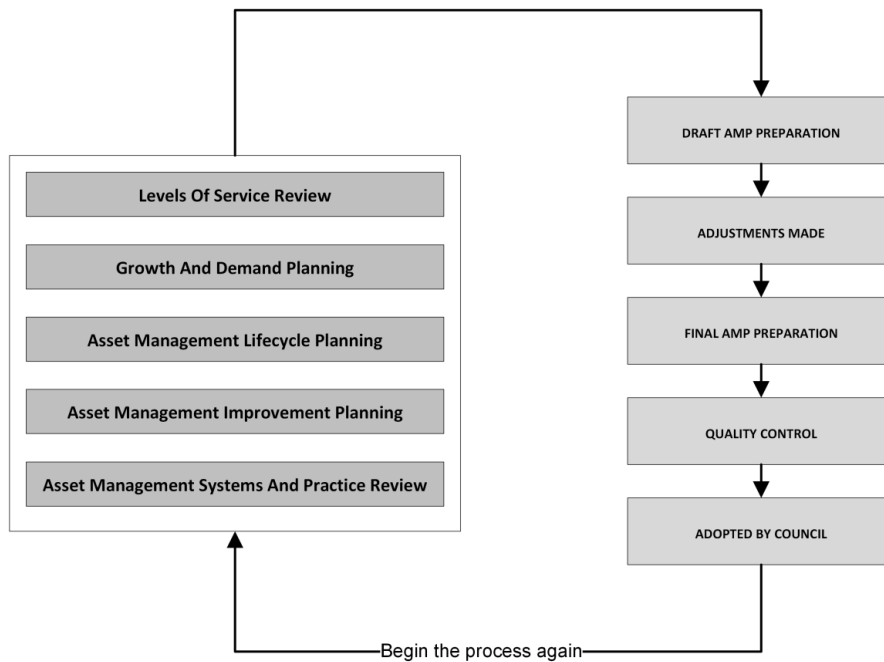 Levels Of Service Review
Growth And Demand Planning
Asset Management Lifecycle Planning
Asset Management Improvement Planning
Asset Management Systems And Practice Review
DRAFT AMP PREPARATION
ADJUSTMENTS MADE
FINAL AMP PREPARATION
QUALITY CONTROL
ADOPTED BY COUNCIL
Begin the process again